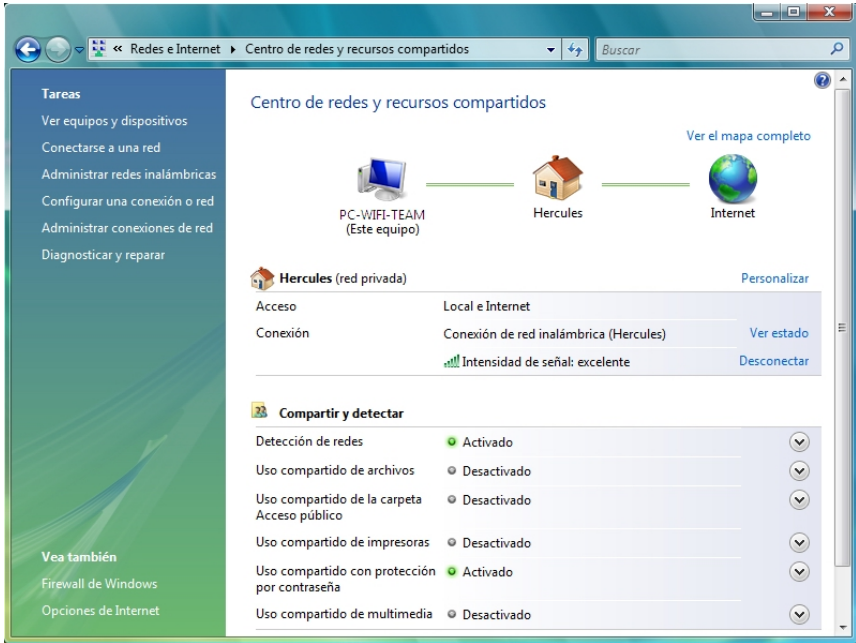 « Redes e Internet ▸ Centro de redes y recursos compartidos
Buscar
Tareas
Ver equipos y dispositivos
Conectarse a una red
Administrar redes inalámbricas
Configurar una conexión o red
Administrar conexiones de red
Diagnosticar y reparar
Vea también
Firewall de Windows
Opciones de Internet
Centro de redes y recursos compartidos
Ver el mapa completo
PC-WIFI-TEAM
(Este equipo)
Hercules
Internet
Hercules (red privada) Personalizar
Acceso Local e Internet
Conexión Conexión de red inalámbrica (Hercules) Ver estado
Intensidad de señal: excelente Desconectar
Compartir y detectar
Detección de redes Activado
Uso compartido de archivos Desactivado
Uso compartido de la carpeta Desactivado
Acceso público
Uso compartido de impresoras Desactivado
Uso compartido con protección Activado
por contraseña
Uso compartido de multimedia Desactivado